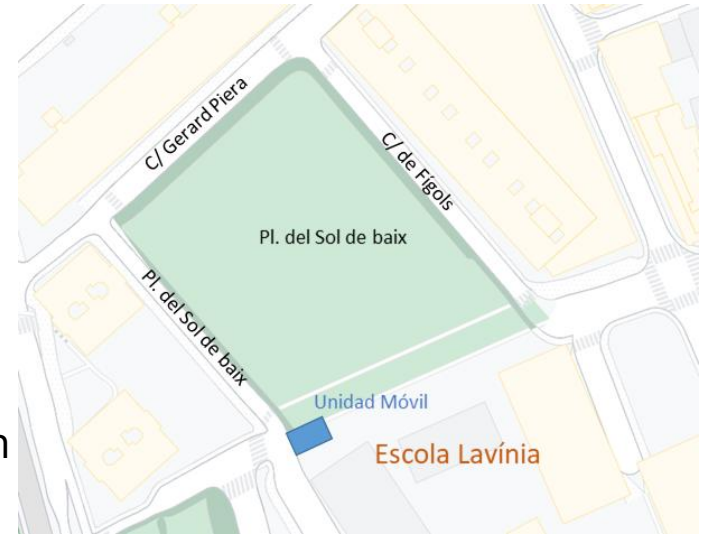 C/ Gerard Piera
C/ de Fígols
Pl. del Sol de baix
Pl. del Sol de baix
Unidad Móvil
Escola Lavínia